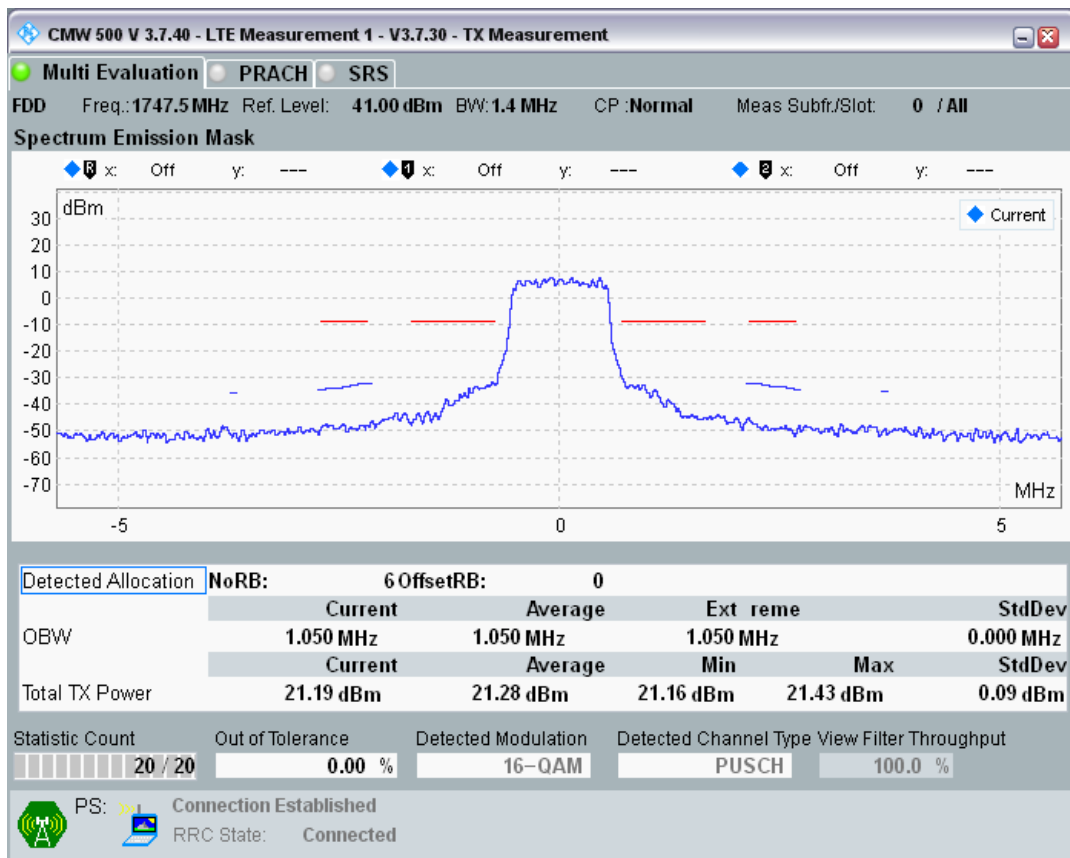 CMW 500 V 3.7.40 - LTE Measurement 1 - V3.7.30 - TX Measurement
Multi Evaluation PRACH SRS
FDD Freq.: 1747.5 MHz Ref. Level: 41.00 dBm BW: 1.4 MHz CP : Normal Meas Subfr./Slot: 0 / All
Spectrum Emission Mask
R x: Off y: --- 1 x: Off y: --- 2 x: Off y: ---
dBm
Current
30
20
10
0
-10
-20
-30
-40
-50
-60
-70
MHz
-5 0 5
Detected Allocation NoRB: 6 OffsetRB: 0
Current Average Ext reme StdDev
OBW 1.050 MHz 1.050 MHz 1.050 MHz 0.000 MHz
Current Average Min Max StdDev
Total TX Power 21.19 dBm 21.28 dBm 21.16 dBm 21.43 dBm 0.09 dBm
Statistic Count Out of Tolerance Detected Modulation Detected Channel Type View Filter Throughput
20 / 20 0.00 % 16-QAM PUSCH 100.0 %
PS: Connection Established
RRC State: Connected